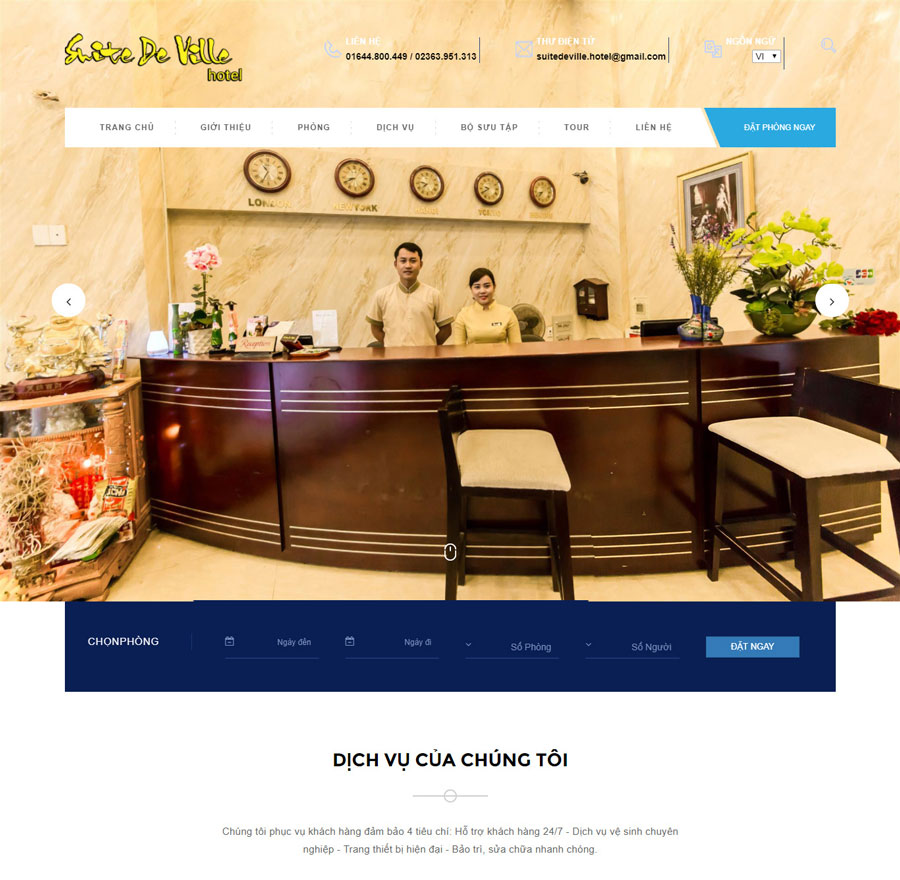 Suite De Ville
hotel
LIÊN HỆ
01644.800.449 / 02363.951.313
THƯ ĐIỆN TỬ
suitedeville.hotel@gmail.com
NGÔN NGỮ
VI
TRANG CHỦ
GIỚI THIỆU
PHÒNG
DỊCH VỤ
BỘ SƯU TẬP
TOUR
LIÊN HỆ
ĐẶT PHÒNG NGAY
LONDON
NEWYORK
Reception
CHỌNPHÒNG
Ngày đến
Ngày đi
Số Phòng
Số Người
ĐẶT NGAY
DỊCH VỤ CỦA CHÚNG TÔI
Chúng tôi phục vụ khách hàng đảm bảo 4 tiêu chí: Hỗ trợ khách hàng 24/7 - Dịch vụ vệ sinh chuyên
nghiệp - Trang thiết bị hiện đại - Bảo trì, sửa chữa nhanh chóng.